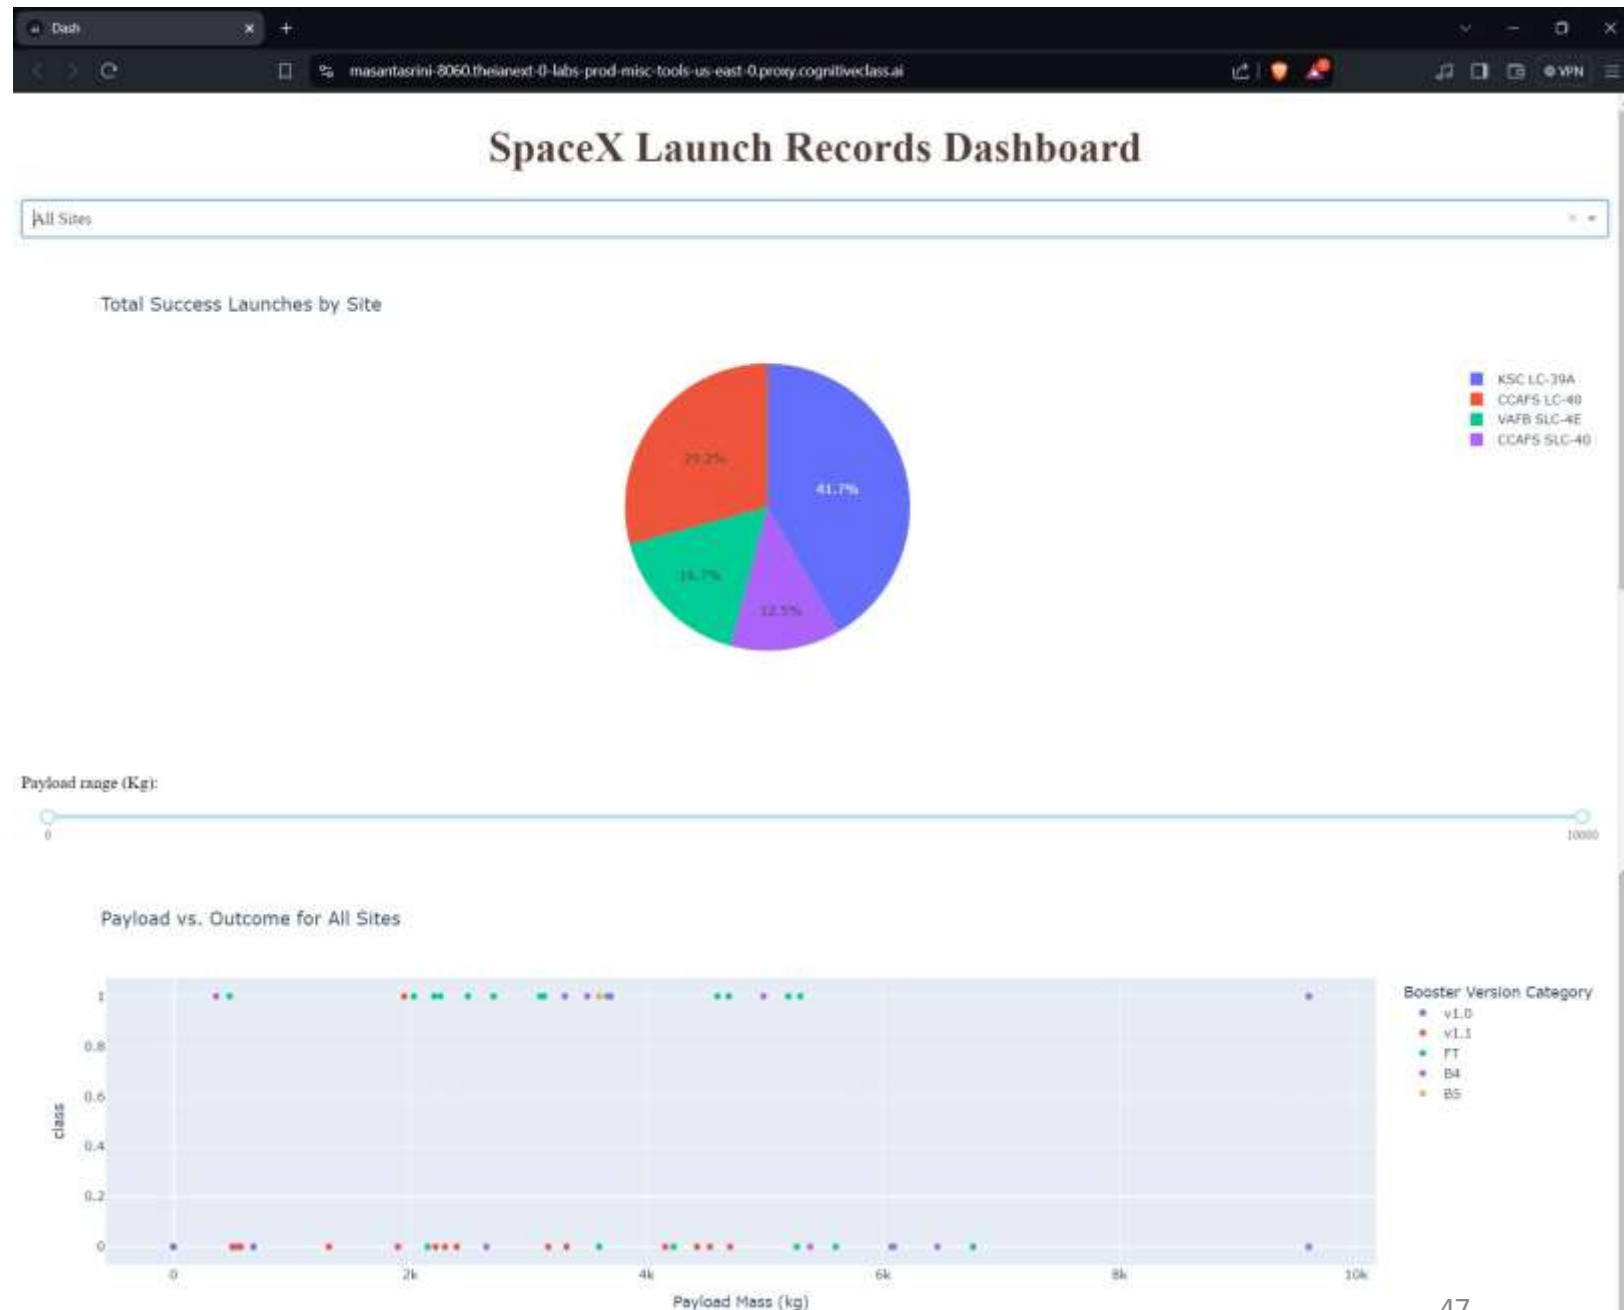 Dash
masantasrini-8060.theianext-0-labs-prod-misc-tools-us-east-0.proxy.cognitiveclass.ai
VPN
SpaceX Launch Records Dashboard
All Sites
Total Success Launches by Site
KSC LC-39A
CCAFS LC-40
VAFB SLC-4E
CCAFS SLC-40
29.2%
41.7%
16.7%
12.5%
Payload range (Kg):
0
10000
Payload vs. Outcome for All Sites
Booster Version Category
v1.0
v1.1
FT
B4
B5
1
0.8
0.6
0.4
0.2
0
class
0
2k
4k
6k
8k
10k
Payload Mass (kg)
47